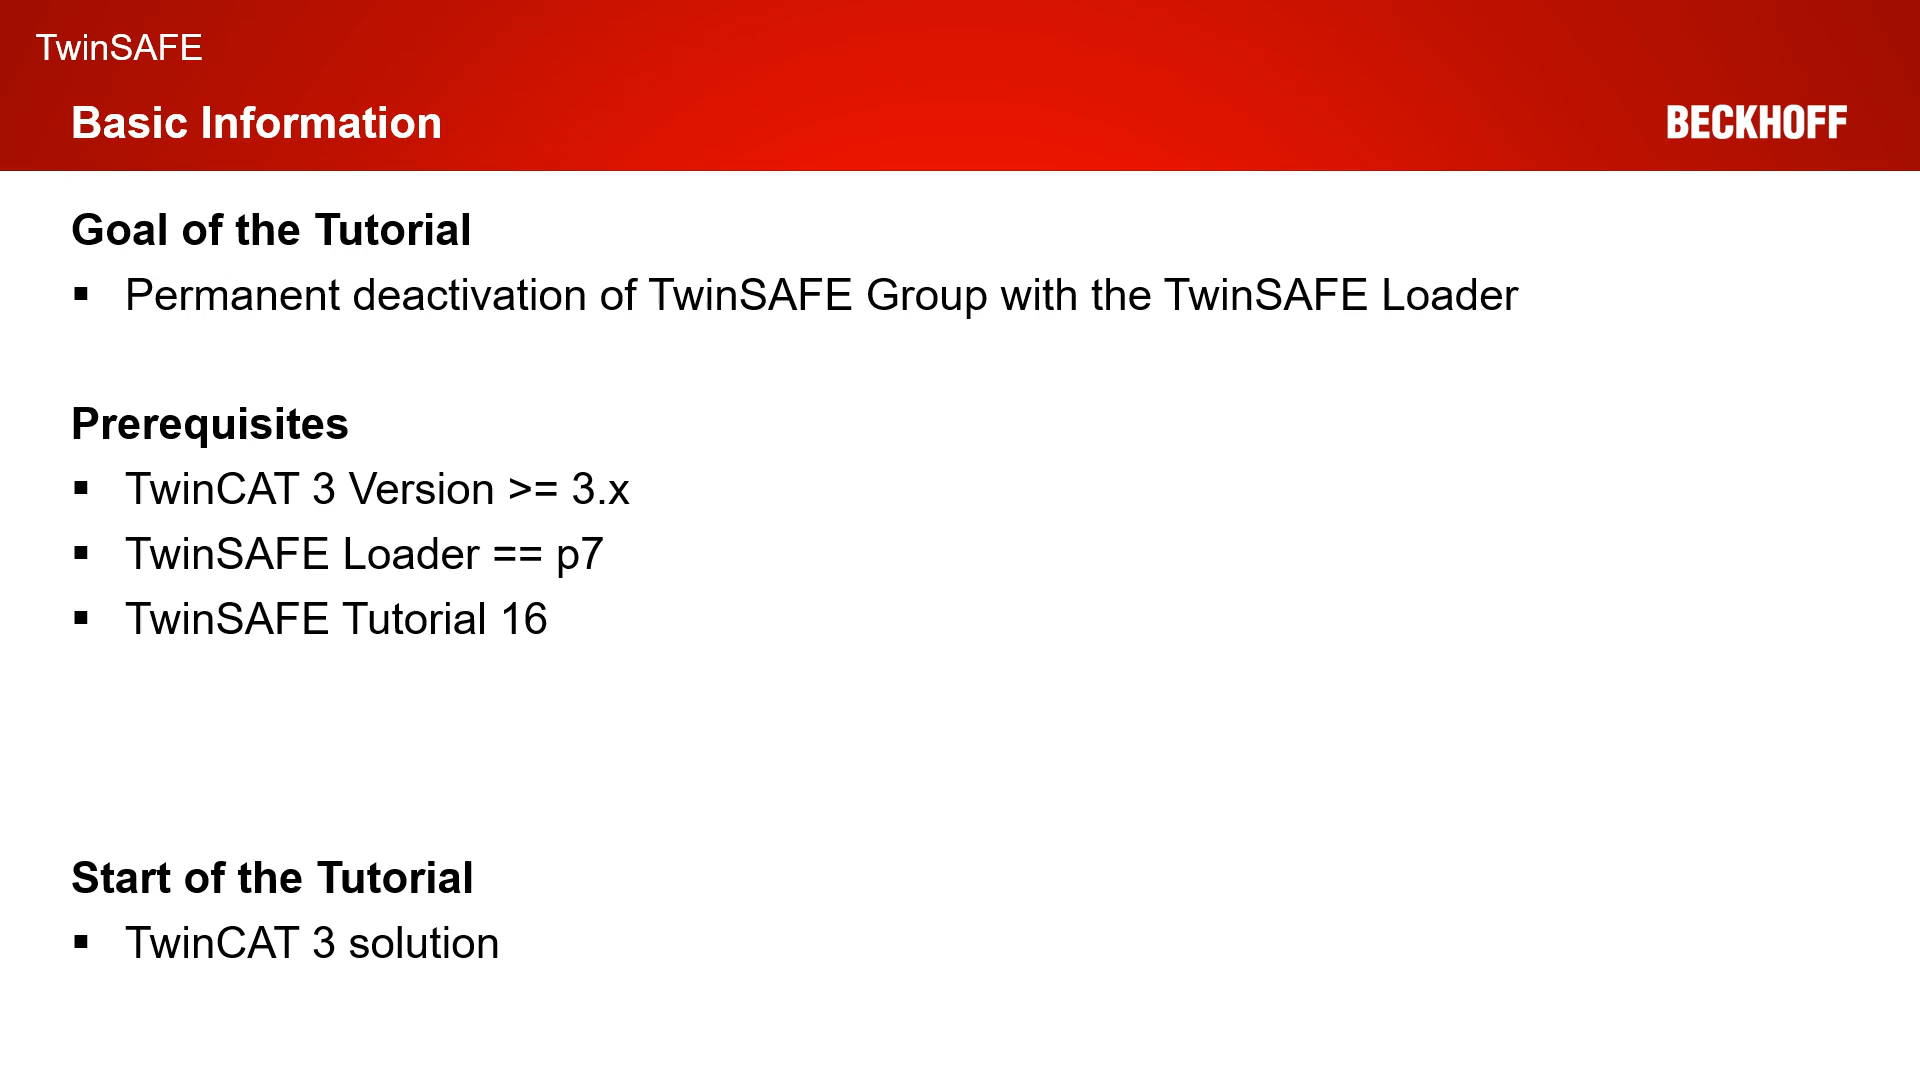 TwinSAFE
Basic Information
BECKHOFF
Goal of the Tutorial
▪ Permanent deactivation of TwinSAFE Group with the TwinSAFE Loader
Prerequisites
▪ TwinCAT 3 Version >= 3.x
▪ TwinSAFE Loader == p7
▪ TwinSAFE Tutorial 16
Start of the Tutorial
▪ TwinCAT 3 solution